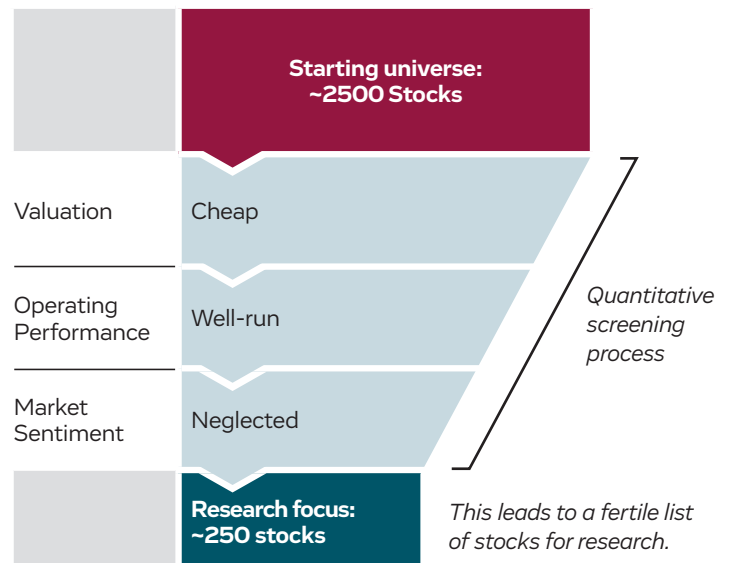 Starting universe:
~2500 Stocks
Valuation
Cheap
Operating
Performance
Well-run
Quantitative
screening
process
Market
Sentiment
Neglected
Research focus:
~250 stocks
This leads to a fertile list
of stocks for research.